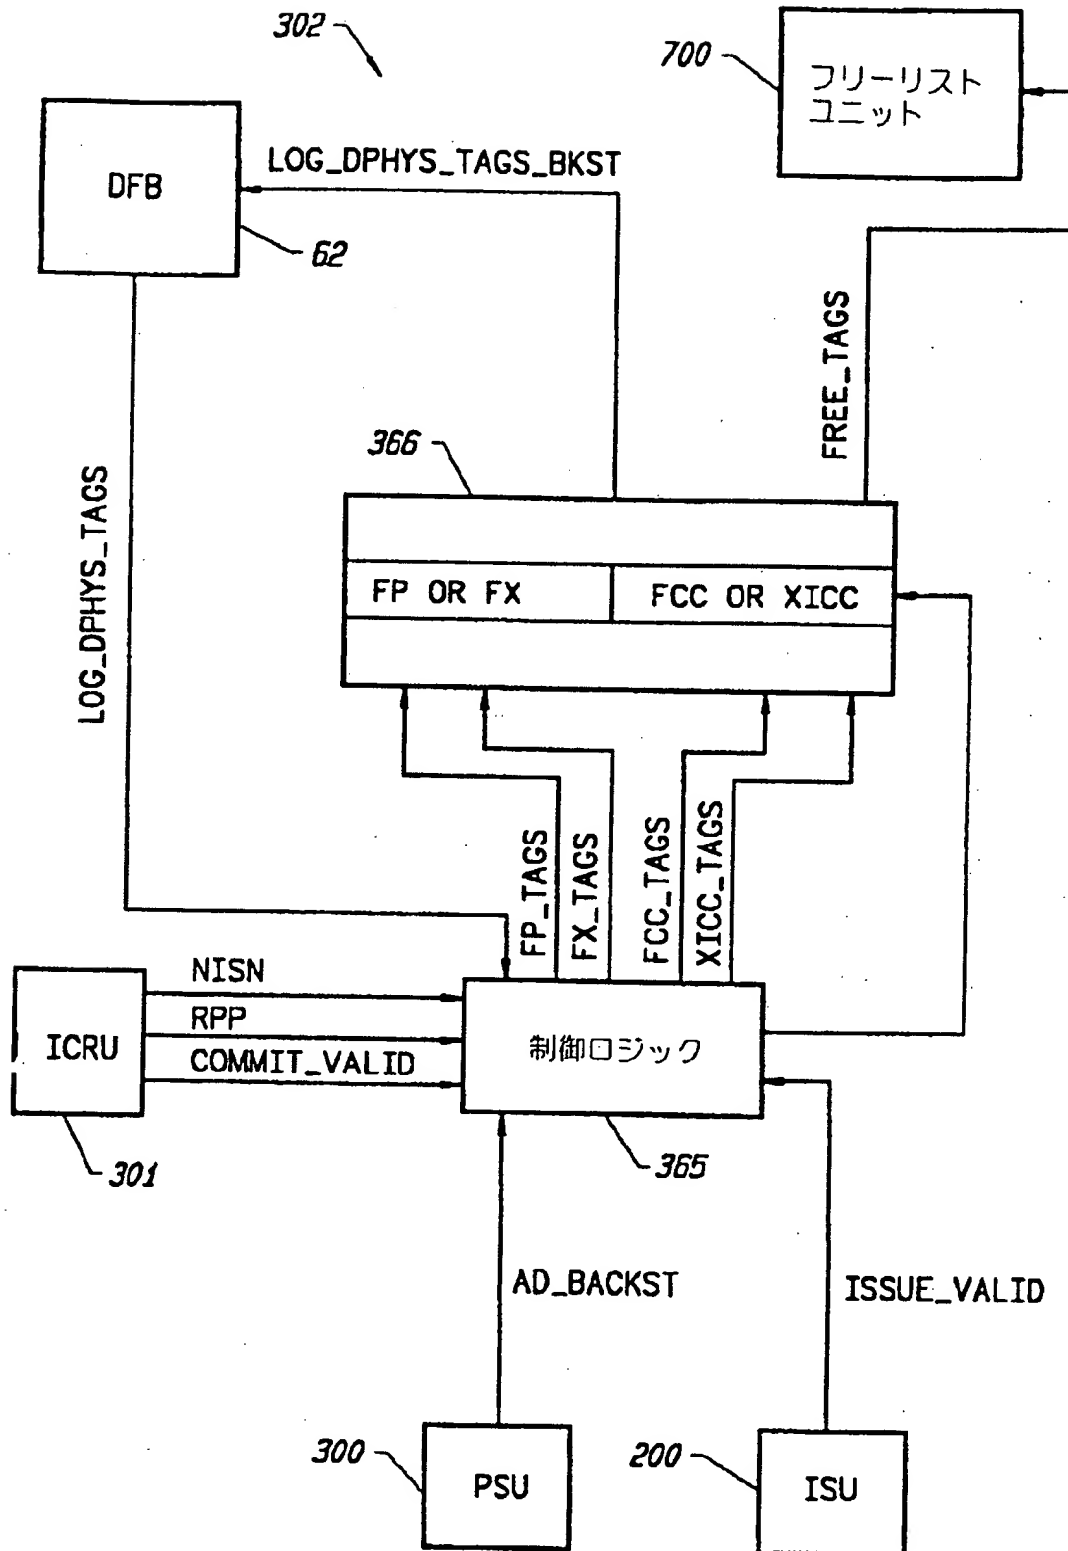 302
700
フリーリスト
ユニット
DFB
LOG_DPHYS_TAGS_BKST
62
FREE_TAGS
366
LOG_DPHYS_TAGS
FP OR FX
FCC OR XICC
FP_TAGS
FX_TAGS
FCC_TAGS
XICC_TAGS
NISN
RPP
COMMIT_VALID
ICRU
制御ロジック
301
365
AD_BACKST
ISSUE_VALID
300
PSU
200
ISU